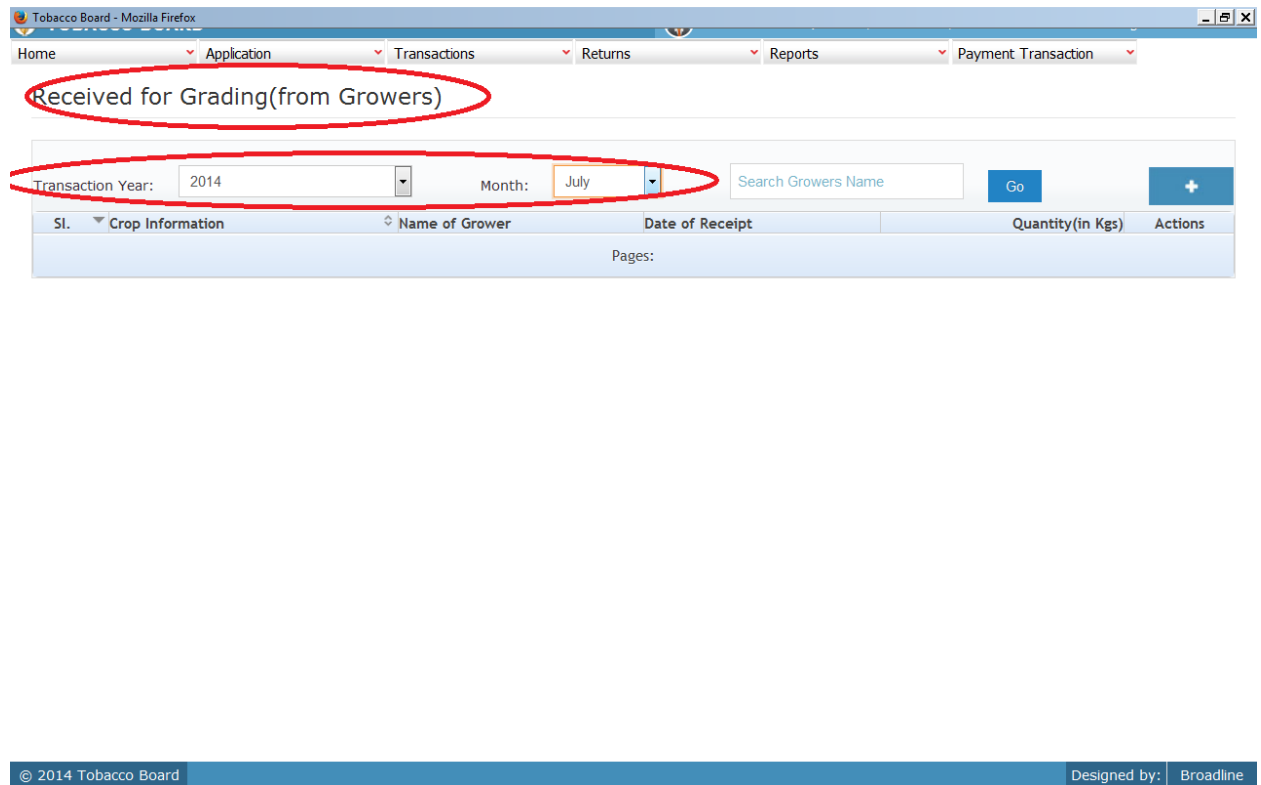 Tobacco Board - Mozilla Firefox
TOBACCO BOARD
Home Application Transactions Returns Reports Payment Transaction
Received for Grading(from Growers)
Transaction Year: 2014 Month: July Search Growers Name Go +
Sl. Crop Information Name of Grower Date of Receipt Quantity(in Kgs) Actions
Pages:
© 2014 Tobacco Board Designed by: Broadline